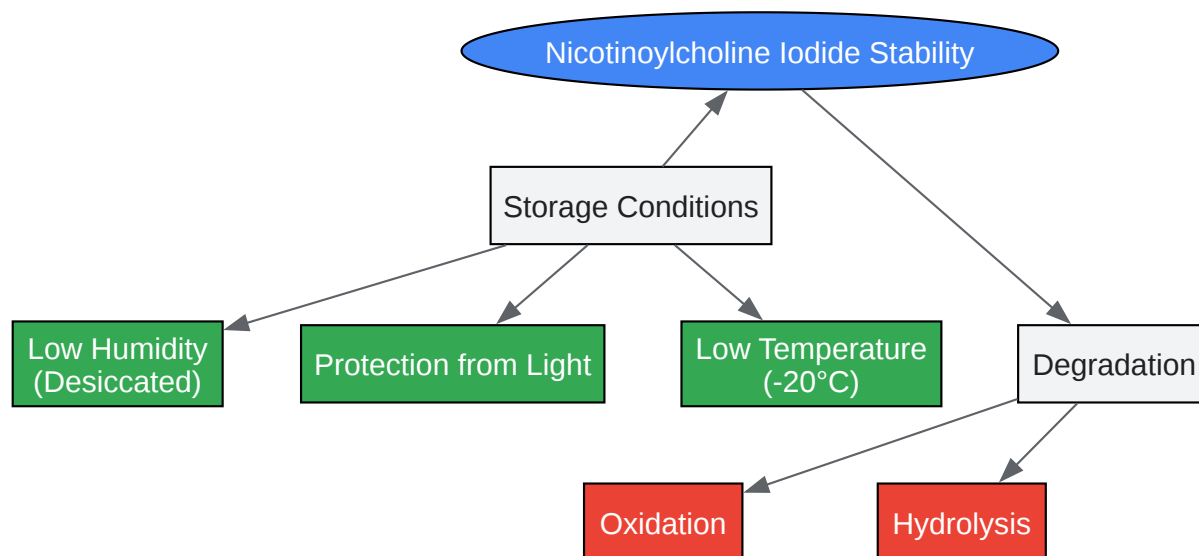 Nicotinoylcholine Iodide Stability
Storage Conditions
Low Humidity
(Desiccated)
Protection from Light
Low Temperature
(-20°C)
Degradation
Oxidation
Hydrolysis